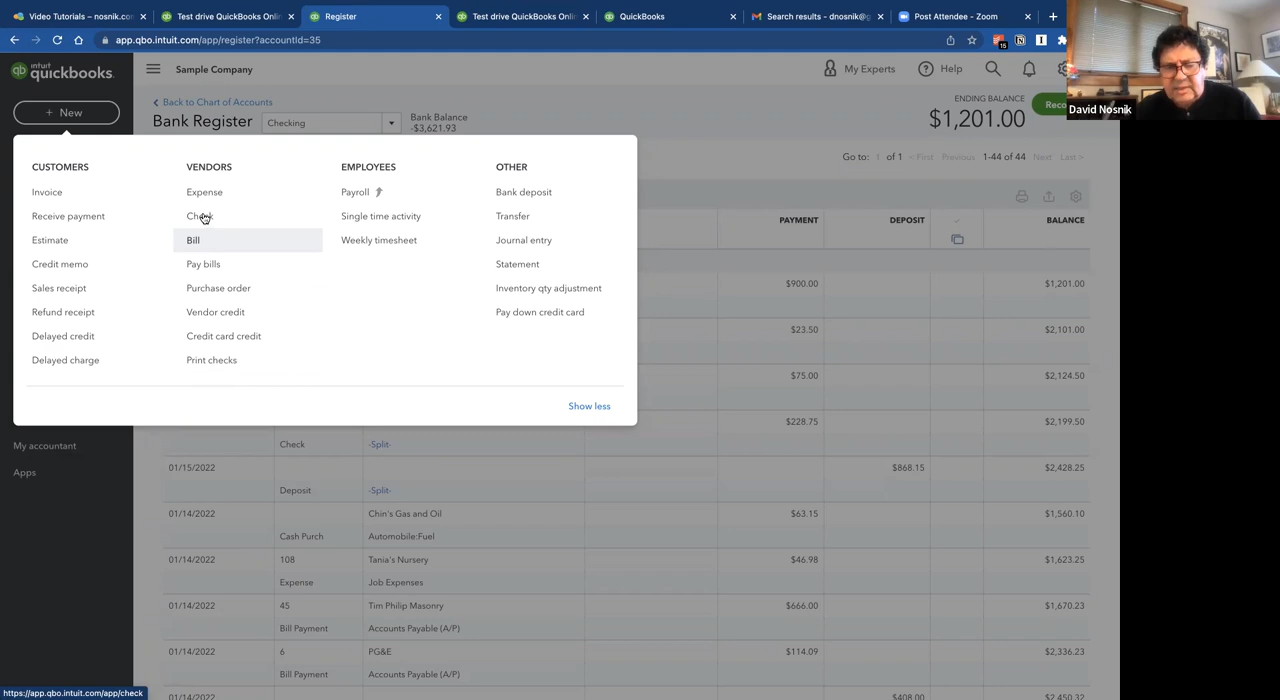 Video Tutorials – nosnik.co
Test drive QuickBooks Onli
Register
Test drive QuickBooks Onli
QuickBooks
Search results – dnosnik@g
Post Attendee - Zoom
app.qbo.intuit.com/app/register?accountId=35
15
David Nosnik
intuit
quickbooks.
Sample Company
My Experts
Help
+ New
Back to Chart of Accounts
Bank Register
Checking
Bank Balance
-$3,621.93
ENDING BALANCE
$1,201.00
Reco
Go to: 1 of 1 < First Previous 1-44 of 44 Next Last >
CUSTOMERS
Invoice
Receive payment
Estimate
Credit memo
Sales receipt
Refund receipt
Delayed credit
Delayed charge
VENDORS
Expense
Check
Bill
Pay bills
Purchase order
Vendor credit
Credit card credit
Print checks
EMPLOYEES
Payroll
Single time activity
Weekly timesheet
OTHER
Bank deposit
Transfer
Journal entry
Statement
Inventory qty adjustment
Pay down credit card
Show less
My accountant
Apps
PAYMENT DEPOSIT BALANCE
$900.00 $1,201.00
$23.50 $2,101.00
$75.00 $2,124.50
$228.75 $2,199.50
Check -Split-
01/15/2022 $868.15 $2,428.25
Deposit -Split-
01/14/2022 Chin's Gas and Oil $63.15 $1,560.10
Cash Purch Automobile:Fuel
01/14/2022 108 Tania's Nursery $46.98 $1,623.25
Expense Job Expenses
01/14/2022 45 Tim Philip Masonry $666.00 $1,670.23
Bill Payment Accounts Payable (A/P)
01/14/2022 6 PG&E $114.09 $2,336.23
Bill Payment Accounts Payable (A/P)
01/14/2022 $408.00 $2,450.32
https://app.qbo.intuit.com/app/check